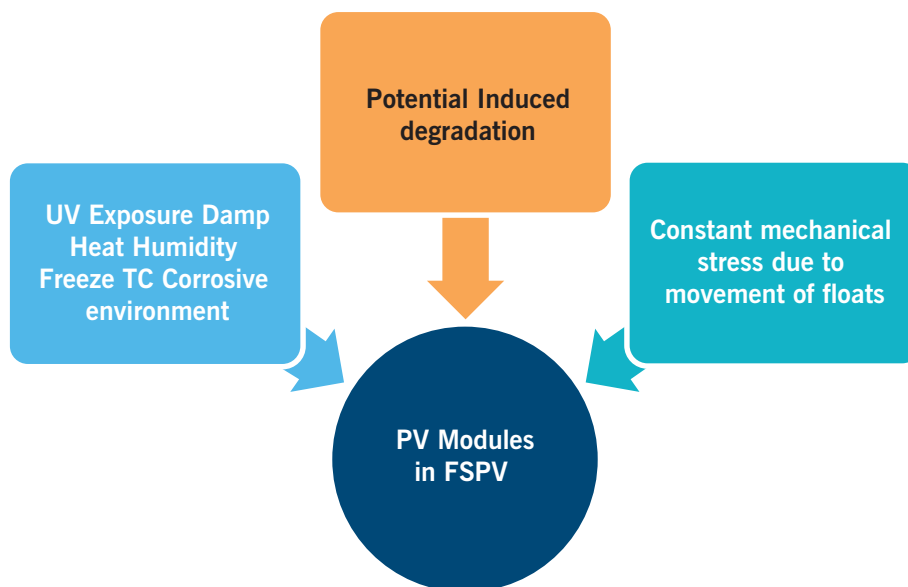 Potential Induced
degradation
UV Exposure Damp
Heat Humidity
Freeze TC Corrosive
environment
Constant mechanical
stress due to
movement of floats
PV Modules
in FSPV